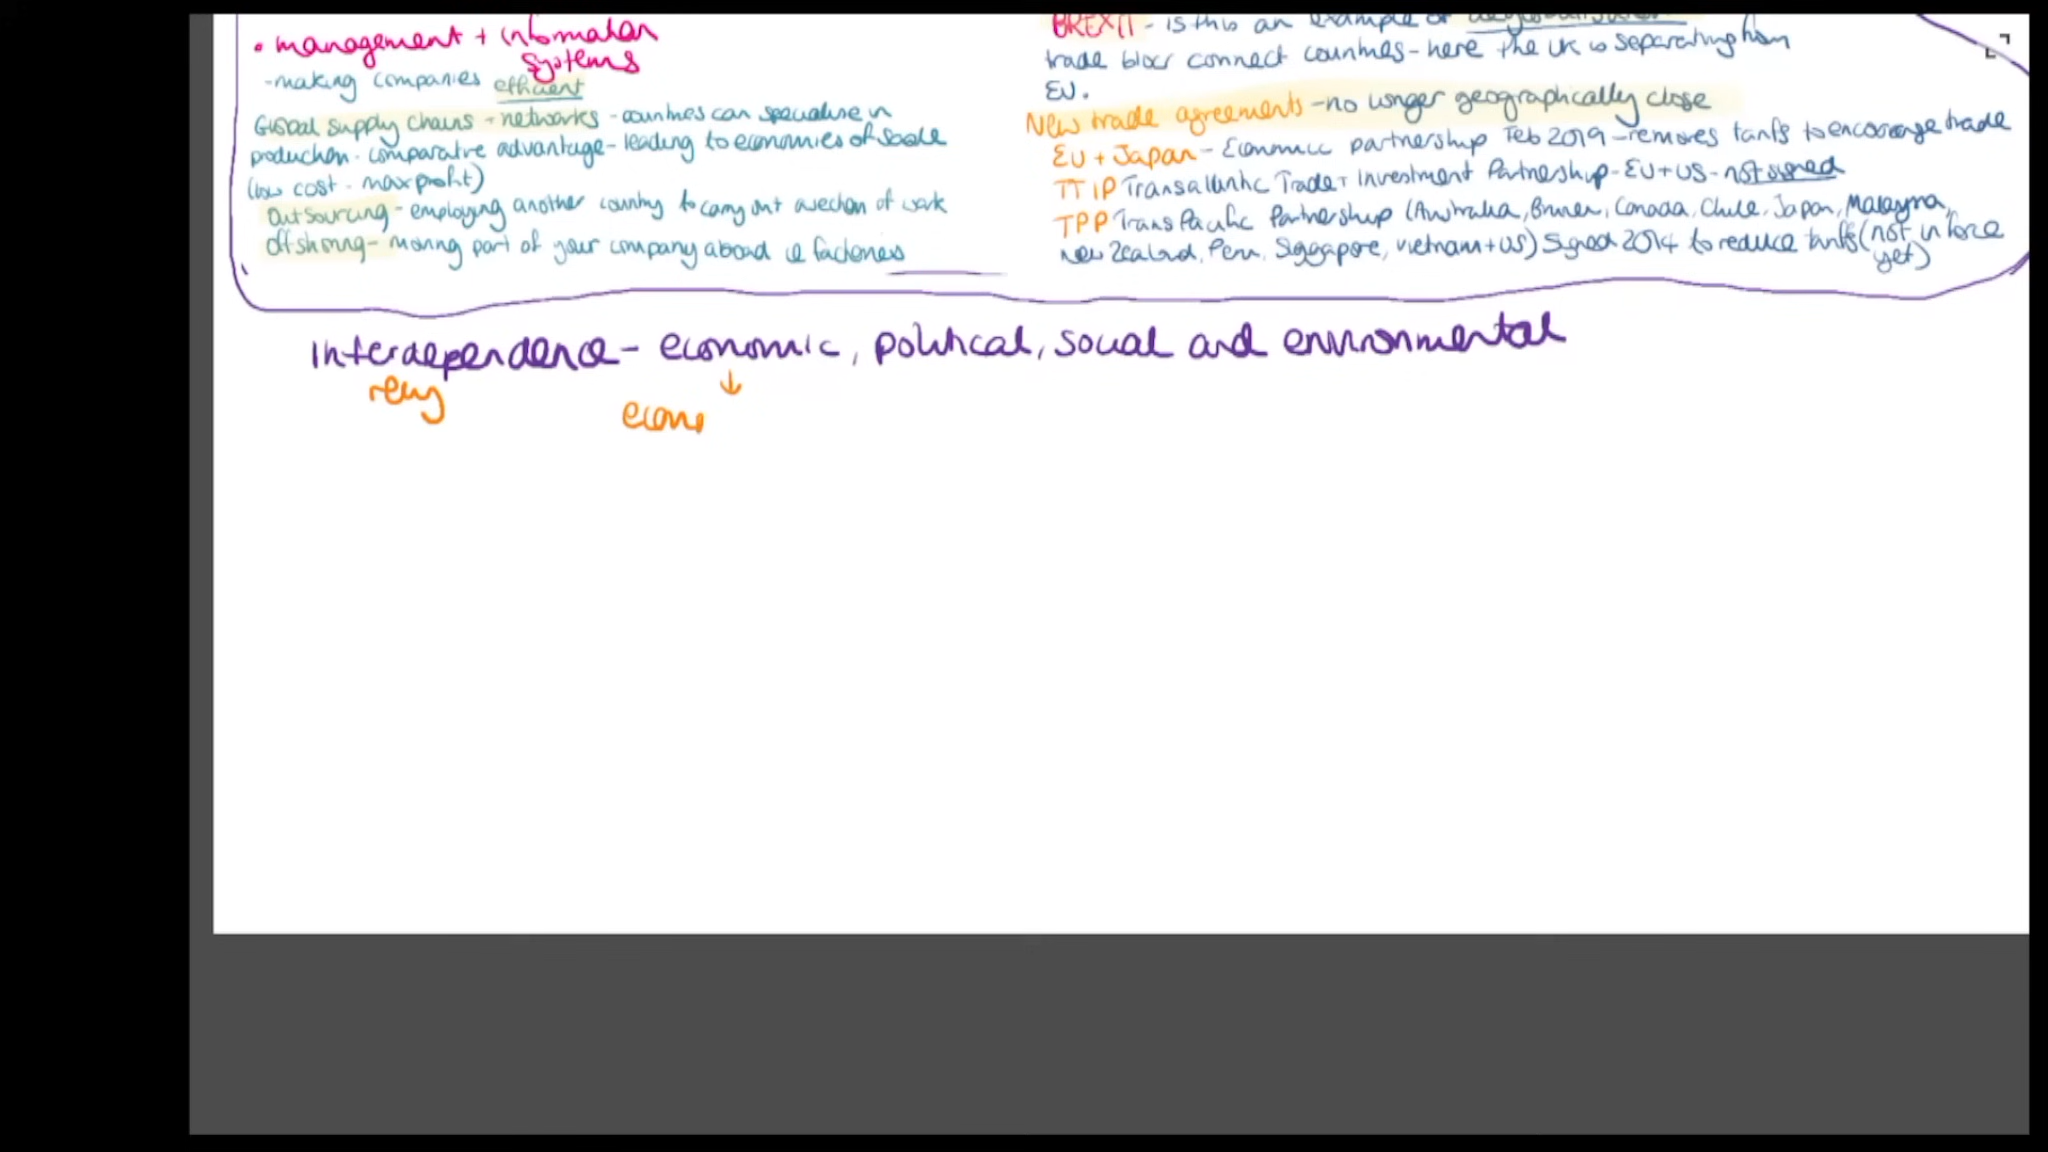 • management + information
systems
-making companies efficient
Global supply chains + networks - countries can specialise in
production. comparative advantage - leading to economies of scale
(low cost - max profit)
Outsourcing - employing another country to carry out a section of work
Offshoring - moving part of your company abroad ie factories
BREXIT - is this an example of deglobalisation
trade blocs connect countries - here the UK is separating from
EU.
New trade agreements - no longer geographically close
EU + Japan - Economic partnership Feb 2019 - removes tariffs to encourage trade
TTIP Transatlantic Trade + Investment Partnership - EU + US - not signed
TPP Trans Pacific Partnership (Australia, Brunei, Canada, Chile, Japan, Malaysia,
New Zealand, Peru, Singapore, Vietnam + US) Signed 2014 to reduce tariffs (not in force
yet)
Interdependence - economic, political, social and environmental
rely ↓
econ